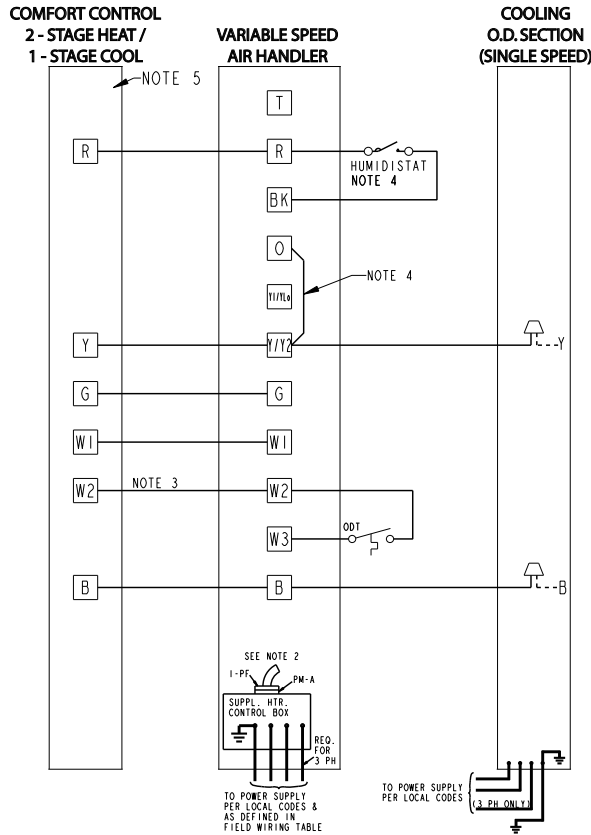 COMFORT CONTROL
2 - STAGE HEAT /
1 - STAGE COOL
VARIABLE SPEED
AIR HANDLER
COOLING
O.D. SECTION
(SINGLE SPEED)
NOTE 5
T
R
R
HUMIDISTAT
NOTE 4
BK
O
NOTE 4
Y1/YLo
Y
Y/Y2
Y
G
G
W1
W1
W2
NOTE 3
W2
ODT
W3
B
B
B
SEE NOTE 2
1-PF
PM-A
SUPPL. HTR.
CONTROL BOX
REQ.
FOR
3 PH
TO POWER SUPPLY
PER LOCAL CODES &
AS DEFINED IN
FIELD WIRING TABLE
TO POWER SUPPLY
PER LOCAL CODES
(3 PH ONLY)